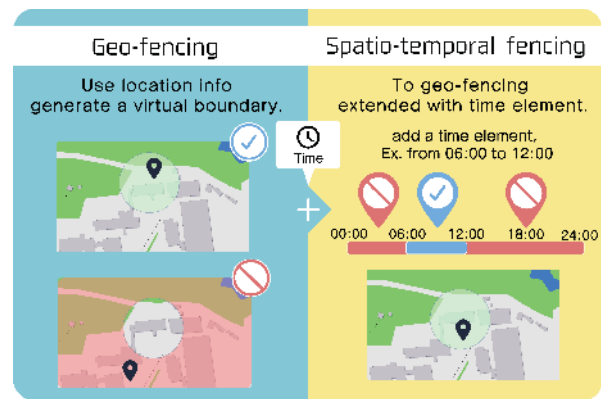 Geo-fencing
Use location info
generate a virtual boundary.
Time
Spatio-temporal fencing
To geo-fencing
extended with time element.
add a time element,
Ex. from 06:00 to 12:00
00:00 06:00 12:00 18:00 24:00